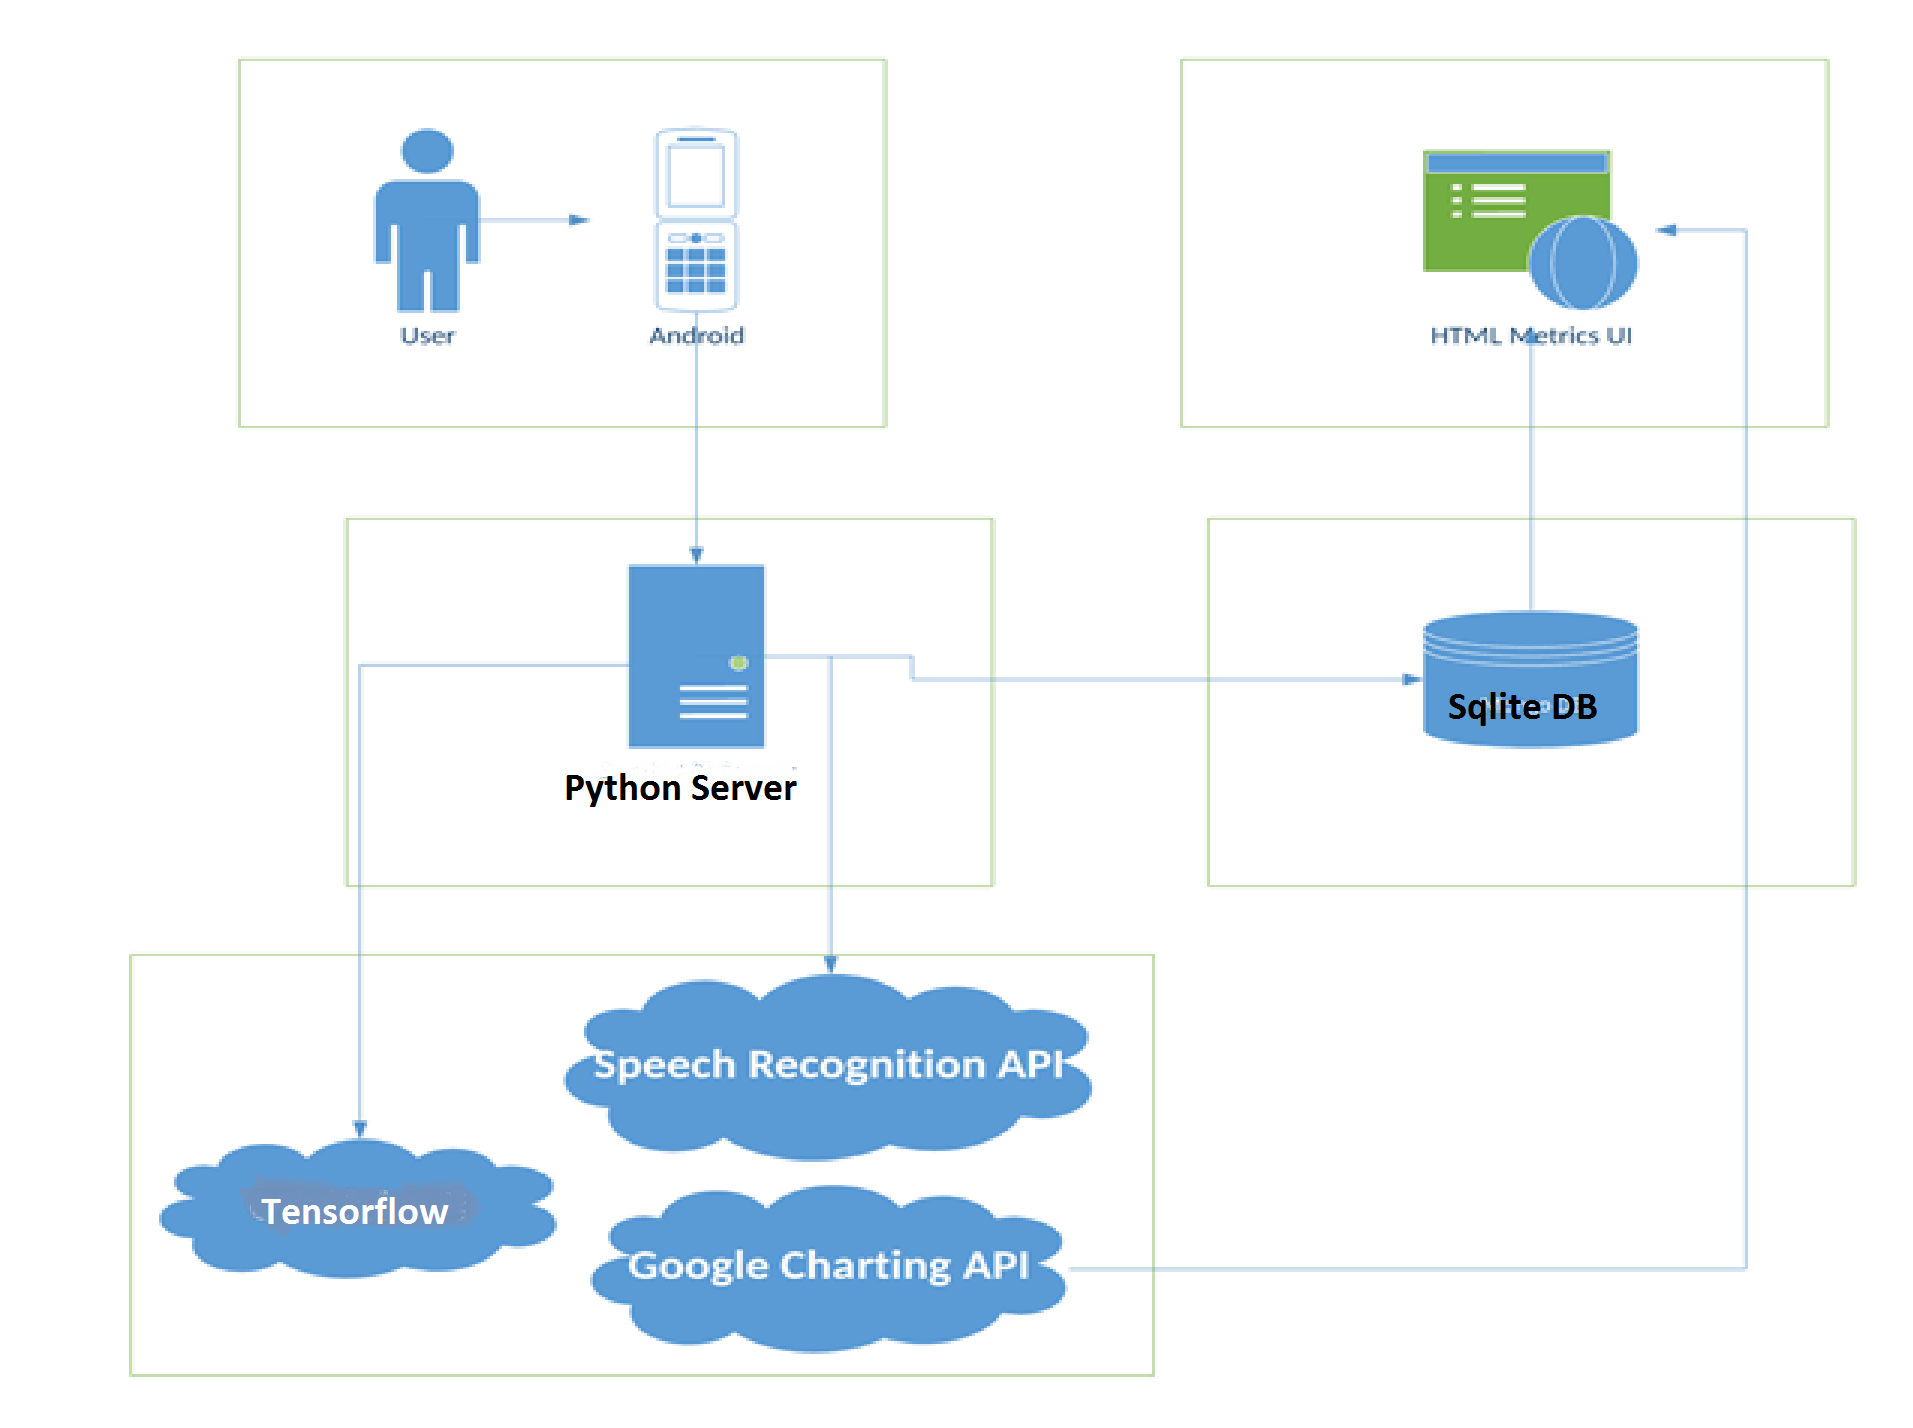 User
Android
HTML Metrics UI
Python Server
Sqlite DB
Speech Recognition API
Tensorflow
Google Charting API